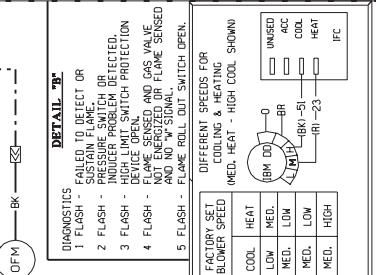 OFM
BK
DETAIL "B"
DIAGNOSTICS
1 FLASH - FAILED TO DETECT OR
SUSTAIN FLAME.
2 FLASH - PRESSURE SWITCH OR
INDUCER PROBLEM DETECTED.
3 FLASH - HIGH LIMIT SWITCH PROTECTION
DEVICE OPEN.
4 FLASH - FLAME SENSED AND GAS VALVE
NOT ENERGIZED OR FLAME SENSED
AND NO "W" SIGNAL.
5 FLASH - FLAME ROLL OUT SWITCH OPEN.
FACTORY SET
BLOWER SPEED
COOL HEAT
LOW MED.
MED. LOW
MED. LOW
MED. HIGH
DIFFERENT SPEEDS FOR
COOLING & HEATING
(MED. HEAT - HIGH COOL SHOWN)
IBM OD
L M H
O
BR
(BK)-51
(R)-23
UNUSED
ACC
COOL
HEAT
IFC